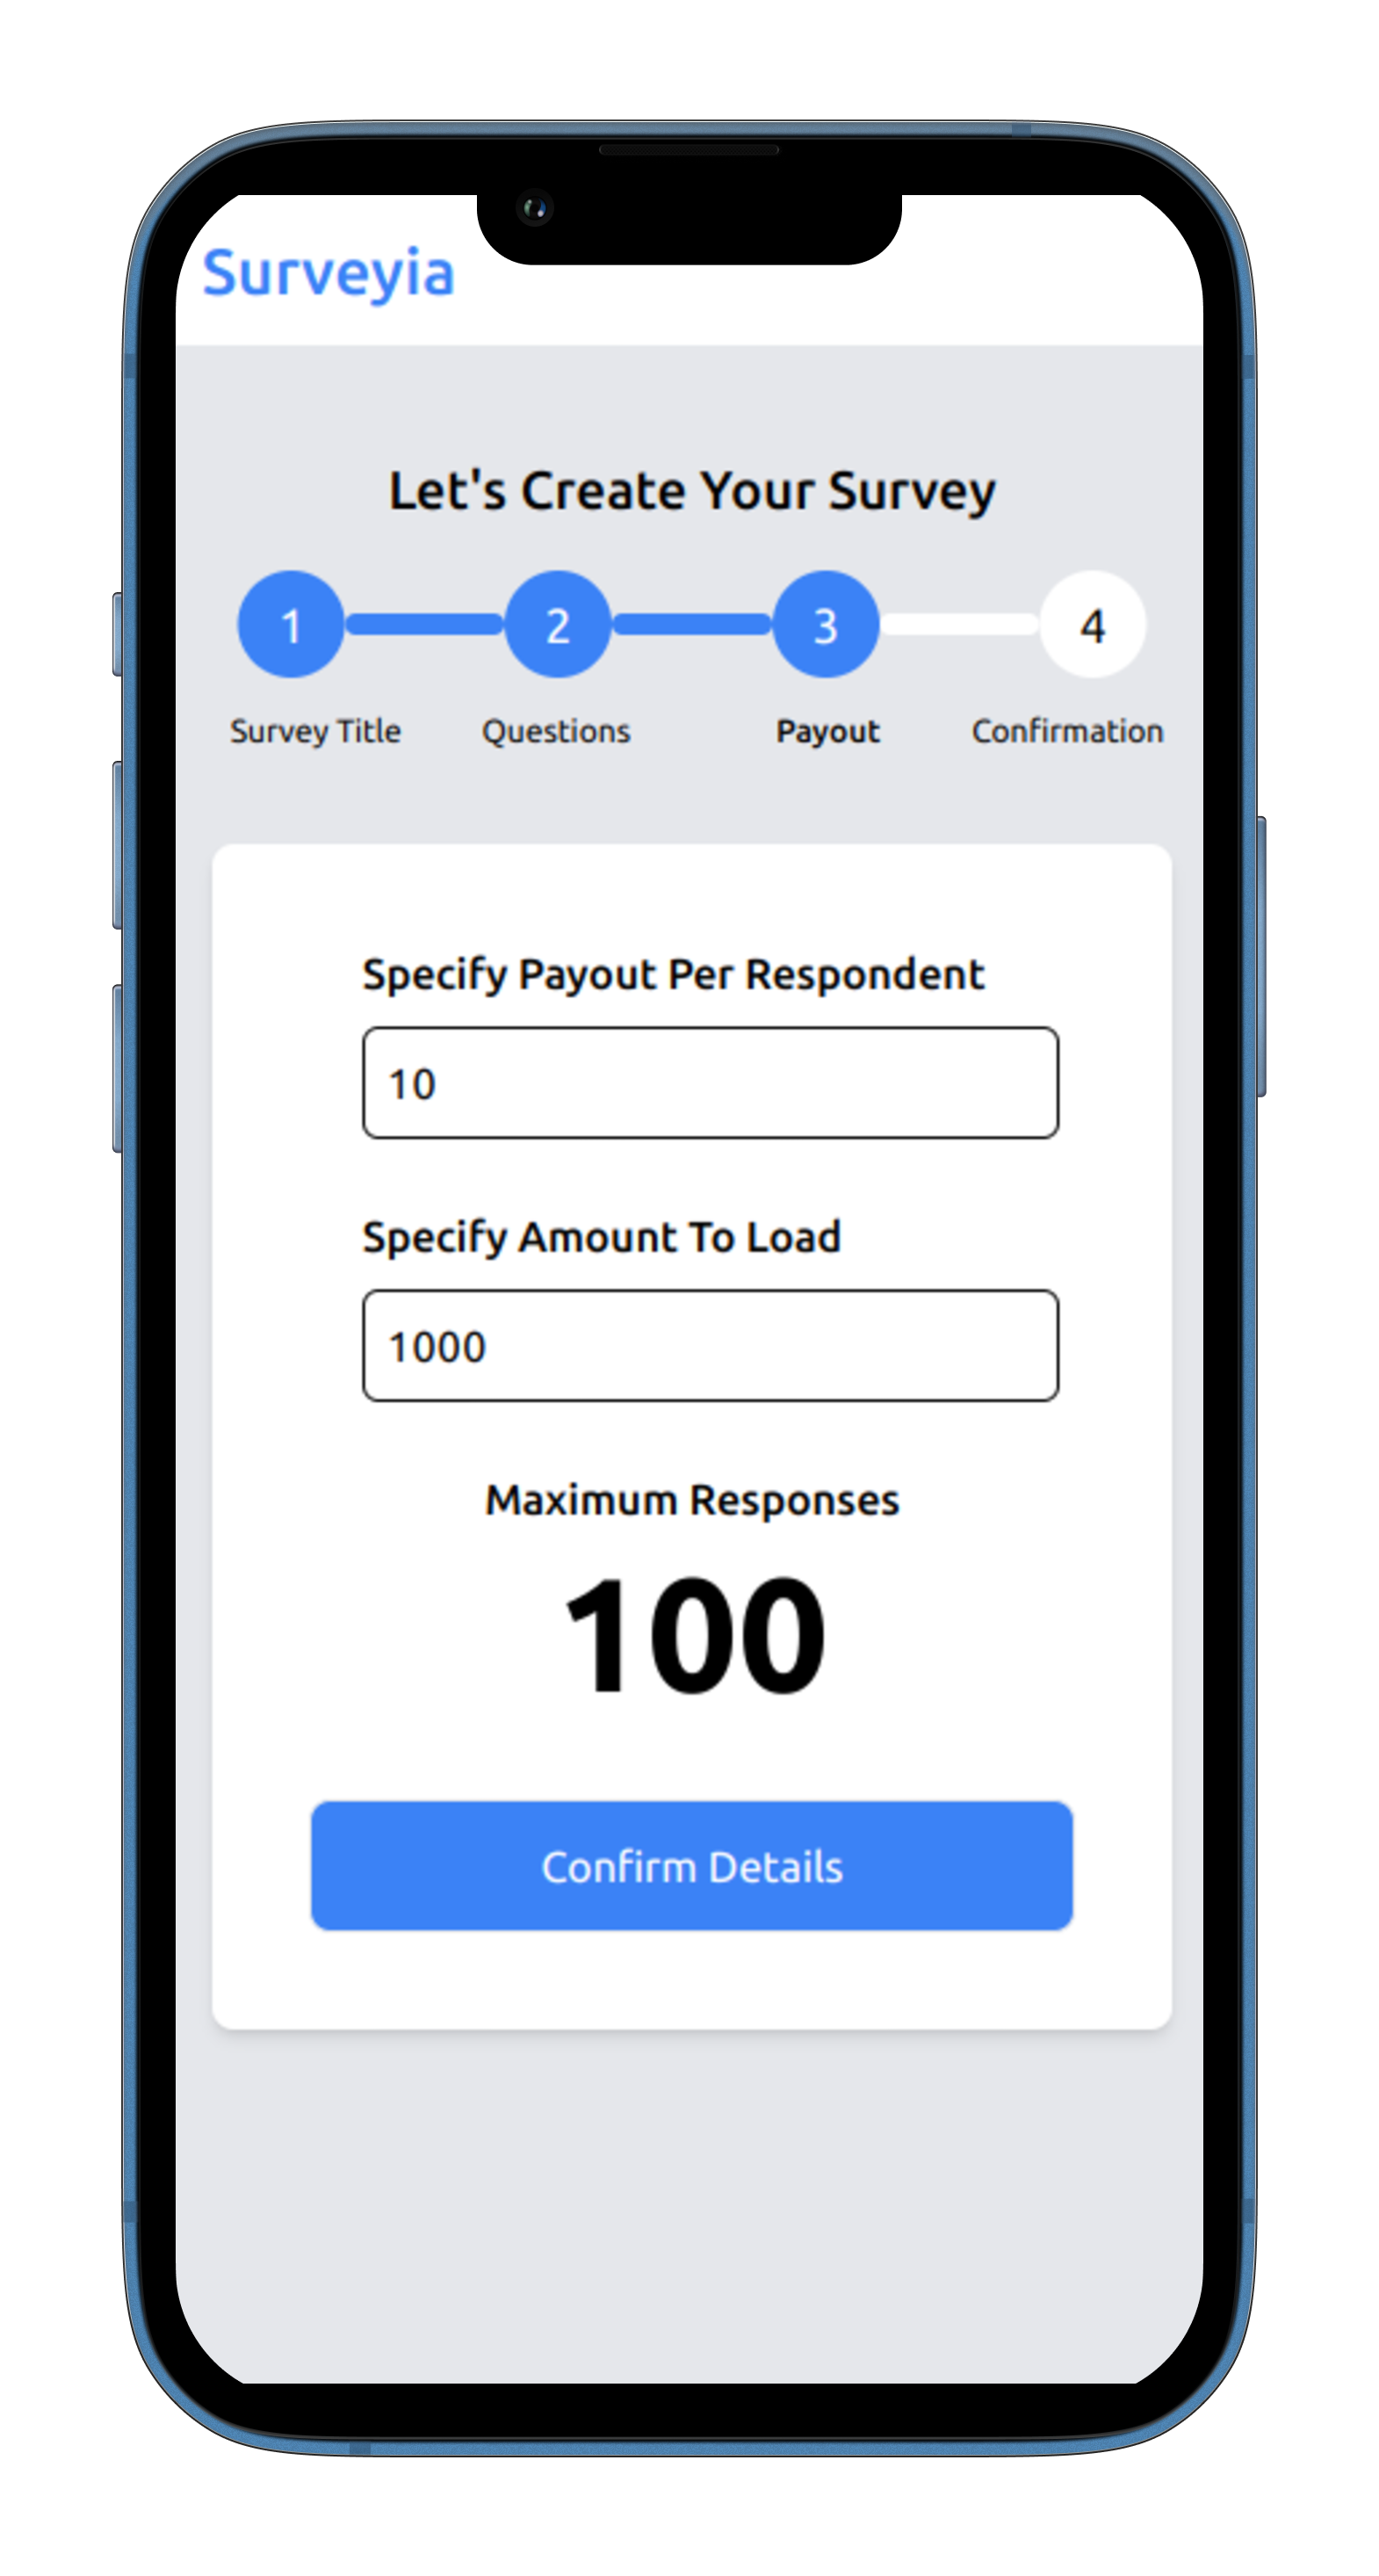 Surveyia
Let's Create Your Survey
1 2 3 4
Survey Title Questions Payout Confirmation
Specify Payout Per Respondent
10
Specify Amount To Load
1000
Maximum Responses
100
Confirm Details